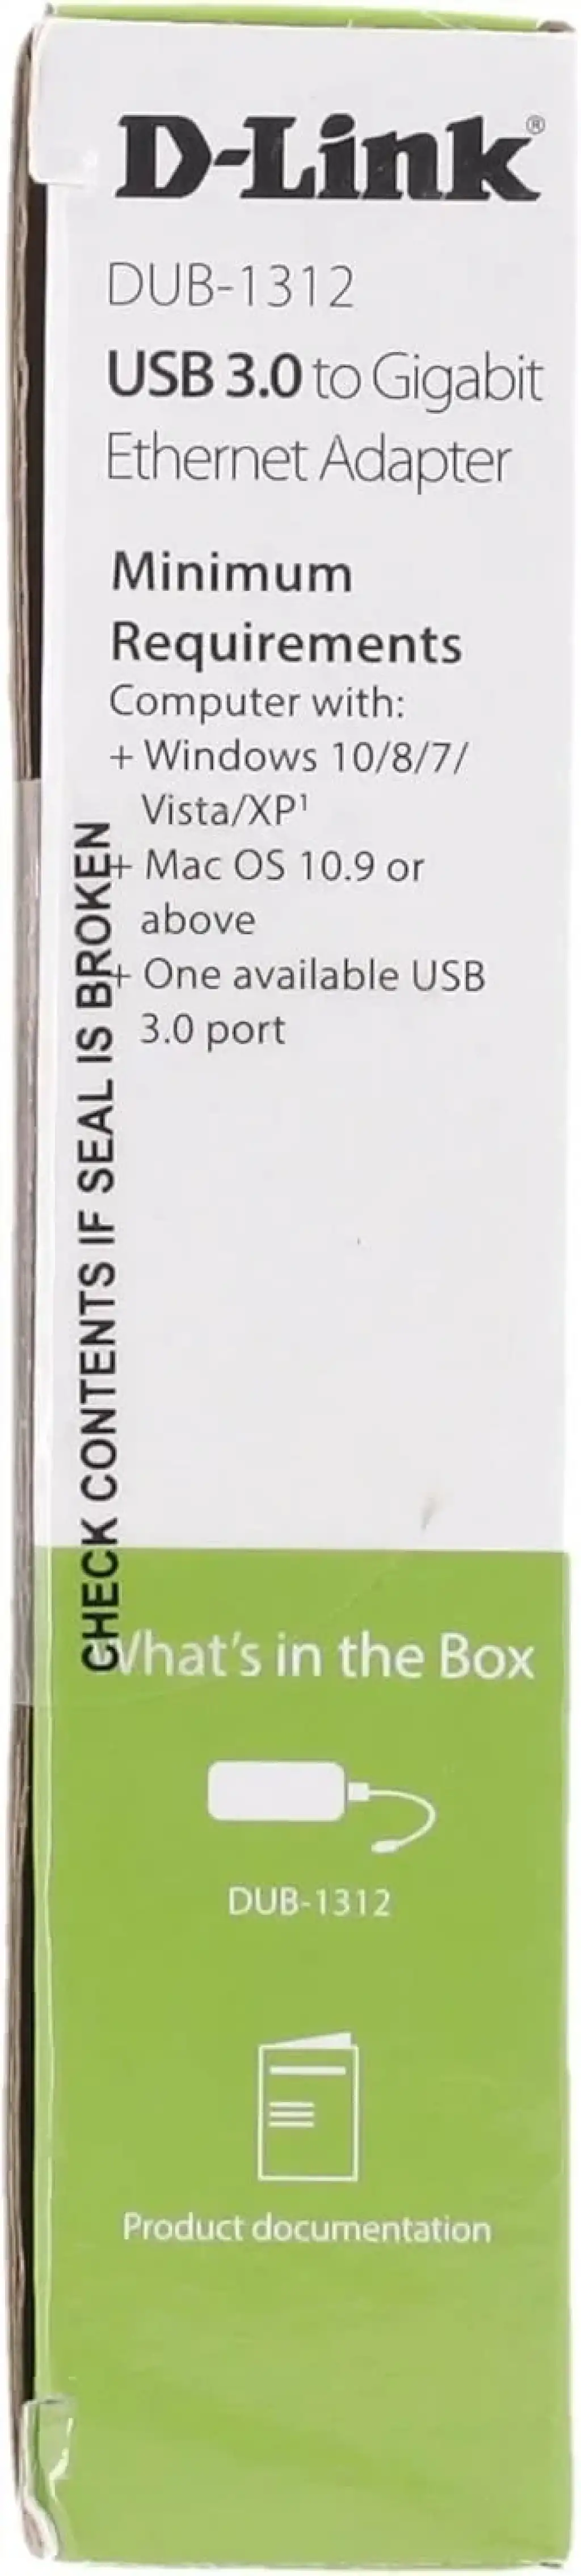 D-Link®
DUB-1312
USB 3.0 to Gigabit
Ethernet Adapter
Minimum
Requirements
Computer with:
+ Windows 10/8/7/
Vista/XP¹
+ Mac OS 10.9 or
above
+ One available USB
3.0 port
CHECK CONTENTS IF SEAL IS BROKEN
What's in the Box
DUB-1312
Product documentation